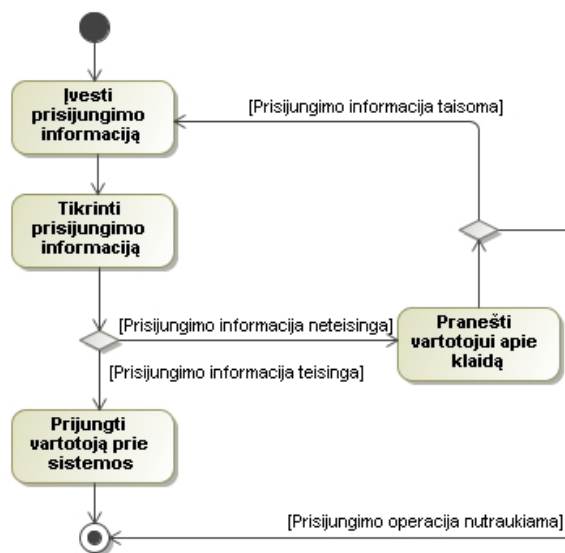 Įvesti
prisijungimo
informaciją
[Prisijungimo informacija taisoma]
Tikrinti
prisijungimo
informaciją
[Prisijungimo informacija neteisinga]
Pranešti
vartotojui apie
klaidą
[Prisijungimo informacija teisinga]
Prijungti
vartotoją prie
sistemos
[Prisijungimo operacija nutraukiama]